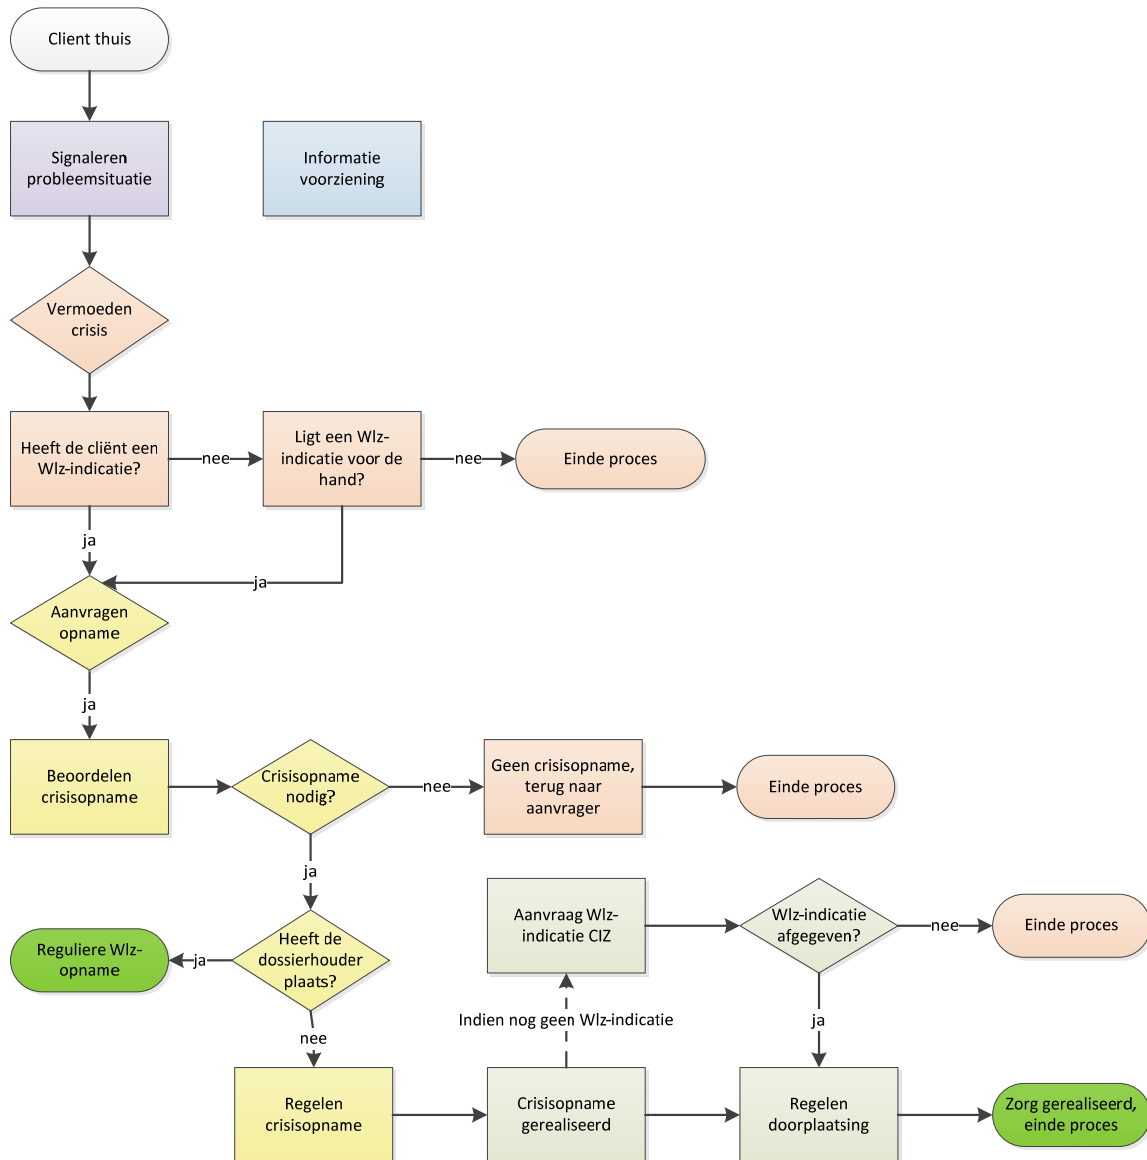 Client thuis
Signaleren
probleemsituatie
Informatie
voorziening
Vermoeden
crisis
Heeft de cliënt een
Wlz-indicatie?
nee
Ligt een Wlz-
indicatie voor de
hand?
nee
Einde proces
ja
ja
Aanvragen
opname
ja
Beoordelen
crisisopname
Crisisopname
nodig?
nee
Geen crisisopname,
terug naar
aanvrager
Einde proces
ja
Heeft de
dossierhouder
plaats?
ja
Reguliere Wlz-
opname
Aanvraag Wlz-
indicatie CIZ
Wlz-indicatie
afgegeven?
nee
Einde proces
Indien nog geen Wlz-indicatie
ja
nee
Regelen
crisisopname
Crisisopname
gerealiseerd
Regelen
doorplaatsing
Zorg gerealiseerd,
einde proces